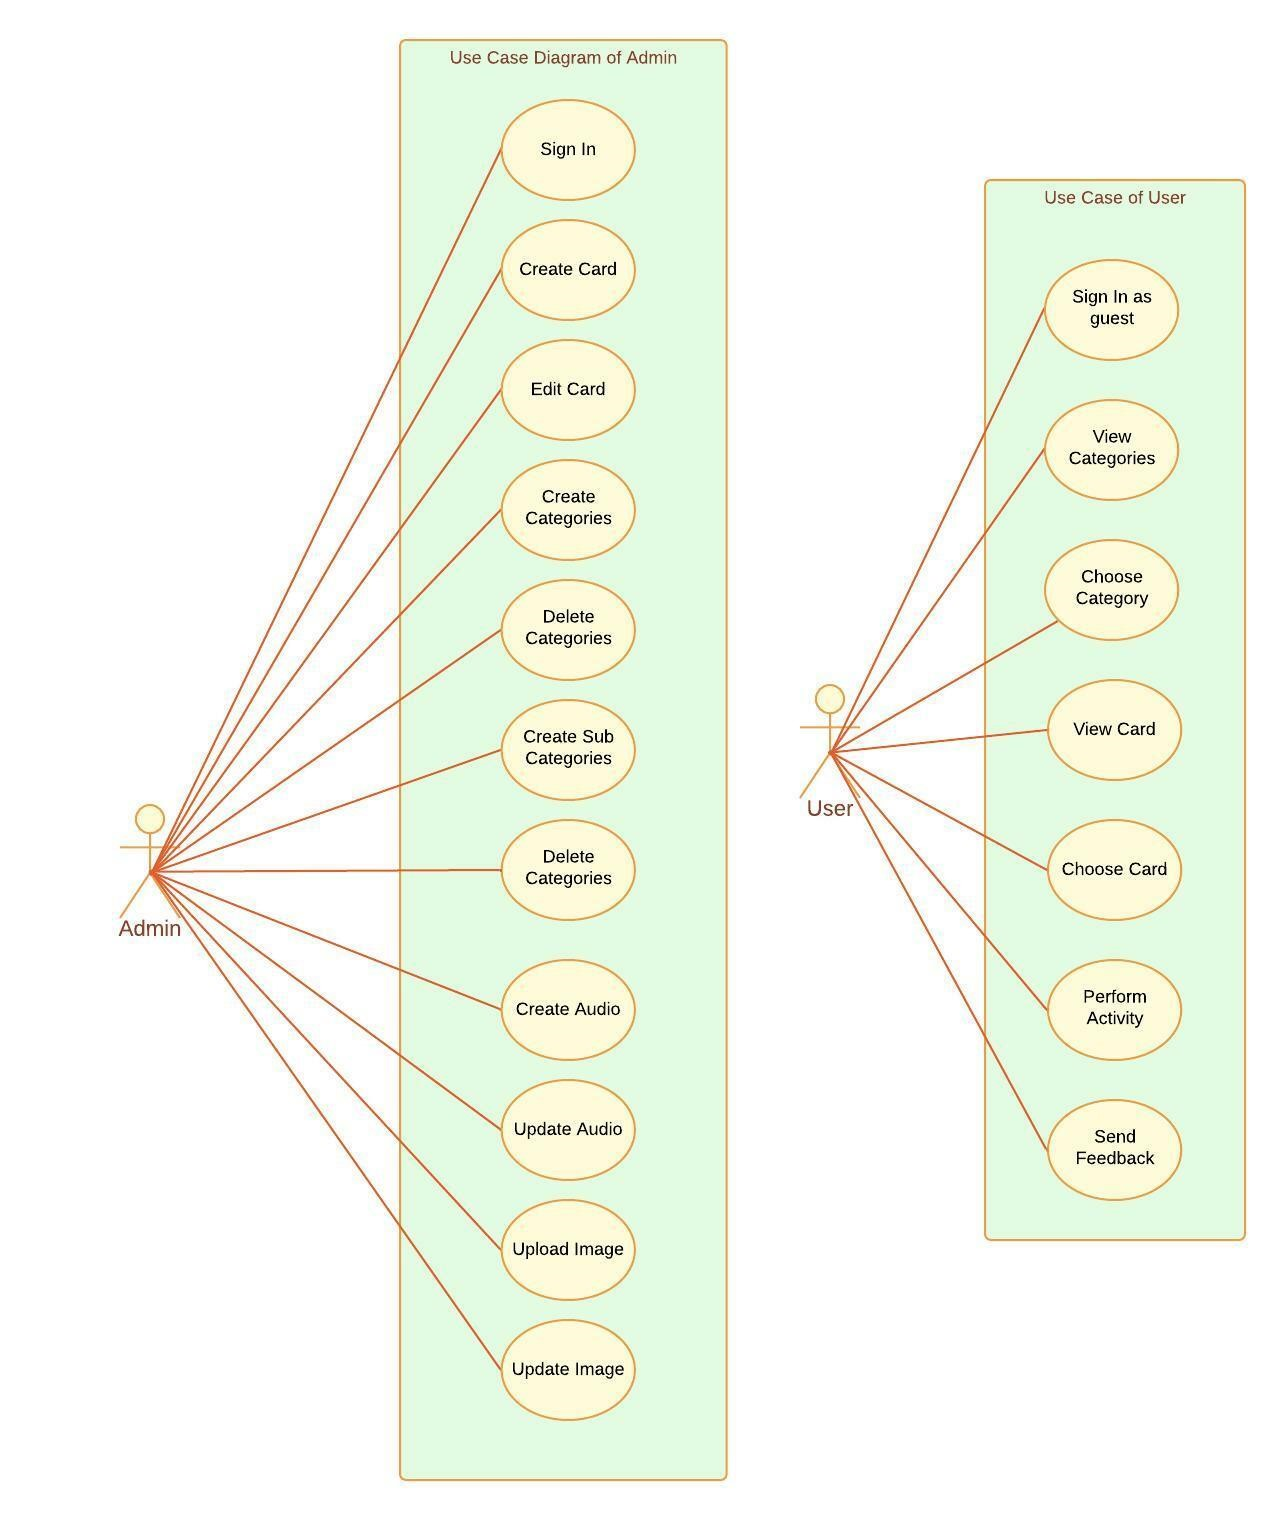 Use Case Diagram of Admin
Sign In
Create Card
Edit Card
Create
Categories
Delete
Categories
Create Sub
Categories
Delete
Categories
Create Audio
Update Audio
Upload Image
Update Image
Admin
Use Case of User
Sign In as
guest
View
Categories
Choose
Category
View Card
Choose Card
Perform
Activity
Send
Feedback
User